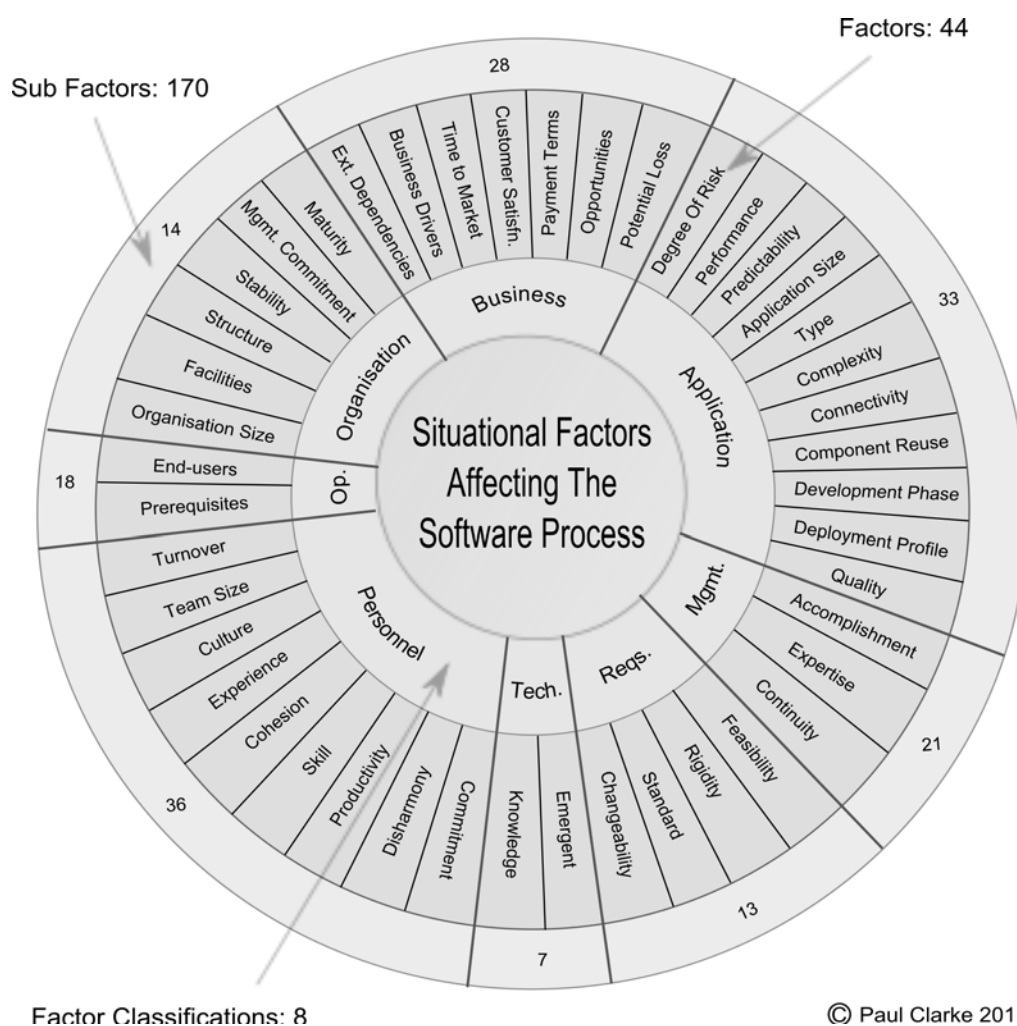 Factors: 44
Sub Factors: 170
28
14
33
18
21
36
13
7
Situational Factors
Affecting The
Software Process
Business
Ext. Dependencies
Business Drivers
Time to Market
Customer Satisfn.
Payment Terms
Opportunities
Potential Loss
Application
Degree Of Risk
Performance
Predictability
Application Size
Type
Complexity
Connectivity
Component Reuse
Development Phase
Deployment Profile
Quality
Mgmt.
Accomplishment
Expertise
Continuity
Reqs.
Feasibility
Rigidity
Standard
Changeability
Tech.
Emergent
Knowledge
Personnel
Commitment
Disharmony
Productivity
Skill
Cohesion
Experience
Culture
Team Size
Turnover
Op.
Prerequisites
End-users
Organisation
Organisation Size
Facilities
Structure
Stability
Mgmt. Commitment
Maturity
Factor Classifications: 8
© Paul Clarke 201